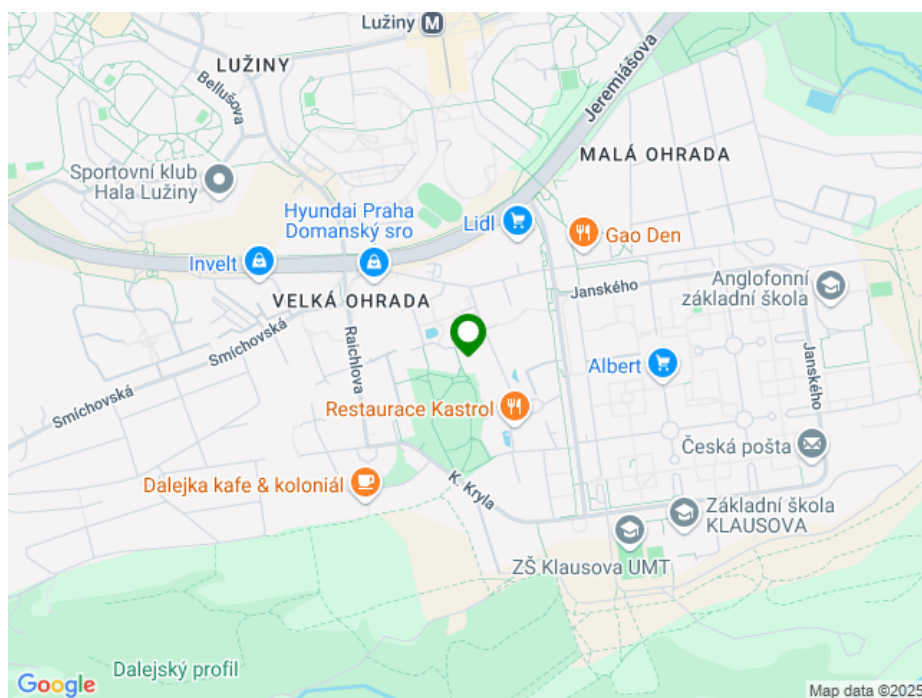 Lužiny
M
LUŽINY
Bellušova
Jeremiášova
MALÁ OHRADA
Sportovní klub
Hala Lužiny
Hyundai Praha
Domanský sro
Lidl
Gao Den
Invelt
Anglofonní
základní škola
Janského
VELKÁ OHRADA
Smíchovská
Raichlova
Janského
Albert
Smíchovská
Restaurace Kastrol
Česká pošta
Dalejka kafe & koloniál
K. Kryla
Základní škola
KLAUSOVA
ZŠ Klausova UMT
Dalejský profil
Google
Map data ©2025